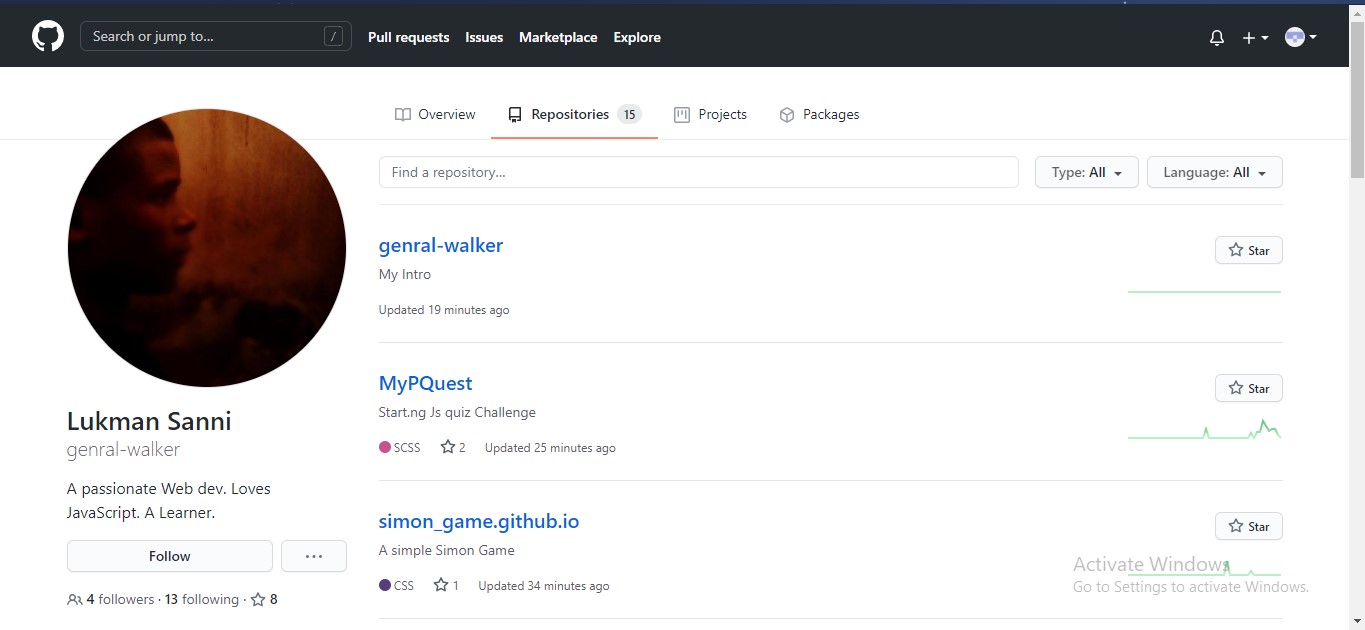 Search or jump to... /
Pull requests Issues Marketplace Explore
Overview Repositories 15 Projects Packages
Find a repository... Type: All Language: All
genral-walker
Star
My Intro
Updated 19 minutes ago
MyPQuest
Star
Start.ng Js quiz Challenge
SCSS 2 Updated 25 minutes ago
simon_game.github.io
Star
A simple Simon Game
CSS 1 Updated 34 minutes ago
Lukman Sanni
genral-walker
A passionate Web dev. Loves
JavaScript. A Learner.
Follow ...
4 followers · 13 following · 8
Activate Windows
Go to Settings to activate Windows.